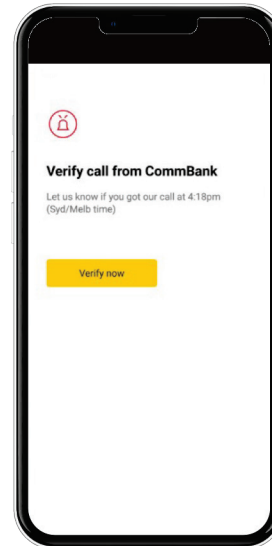 Verify call from CommBank
Let us know if you got our call at 4:18pm
(Syd/Melb time)
Verify now